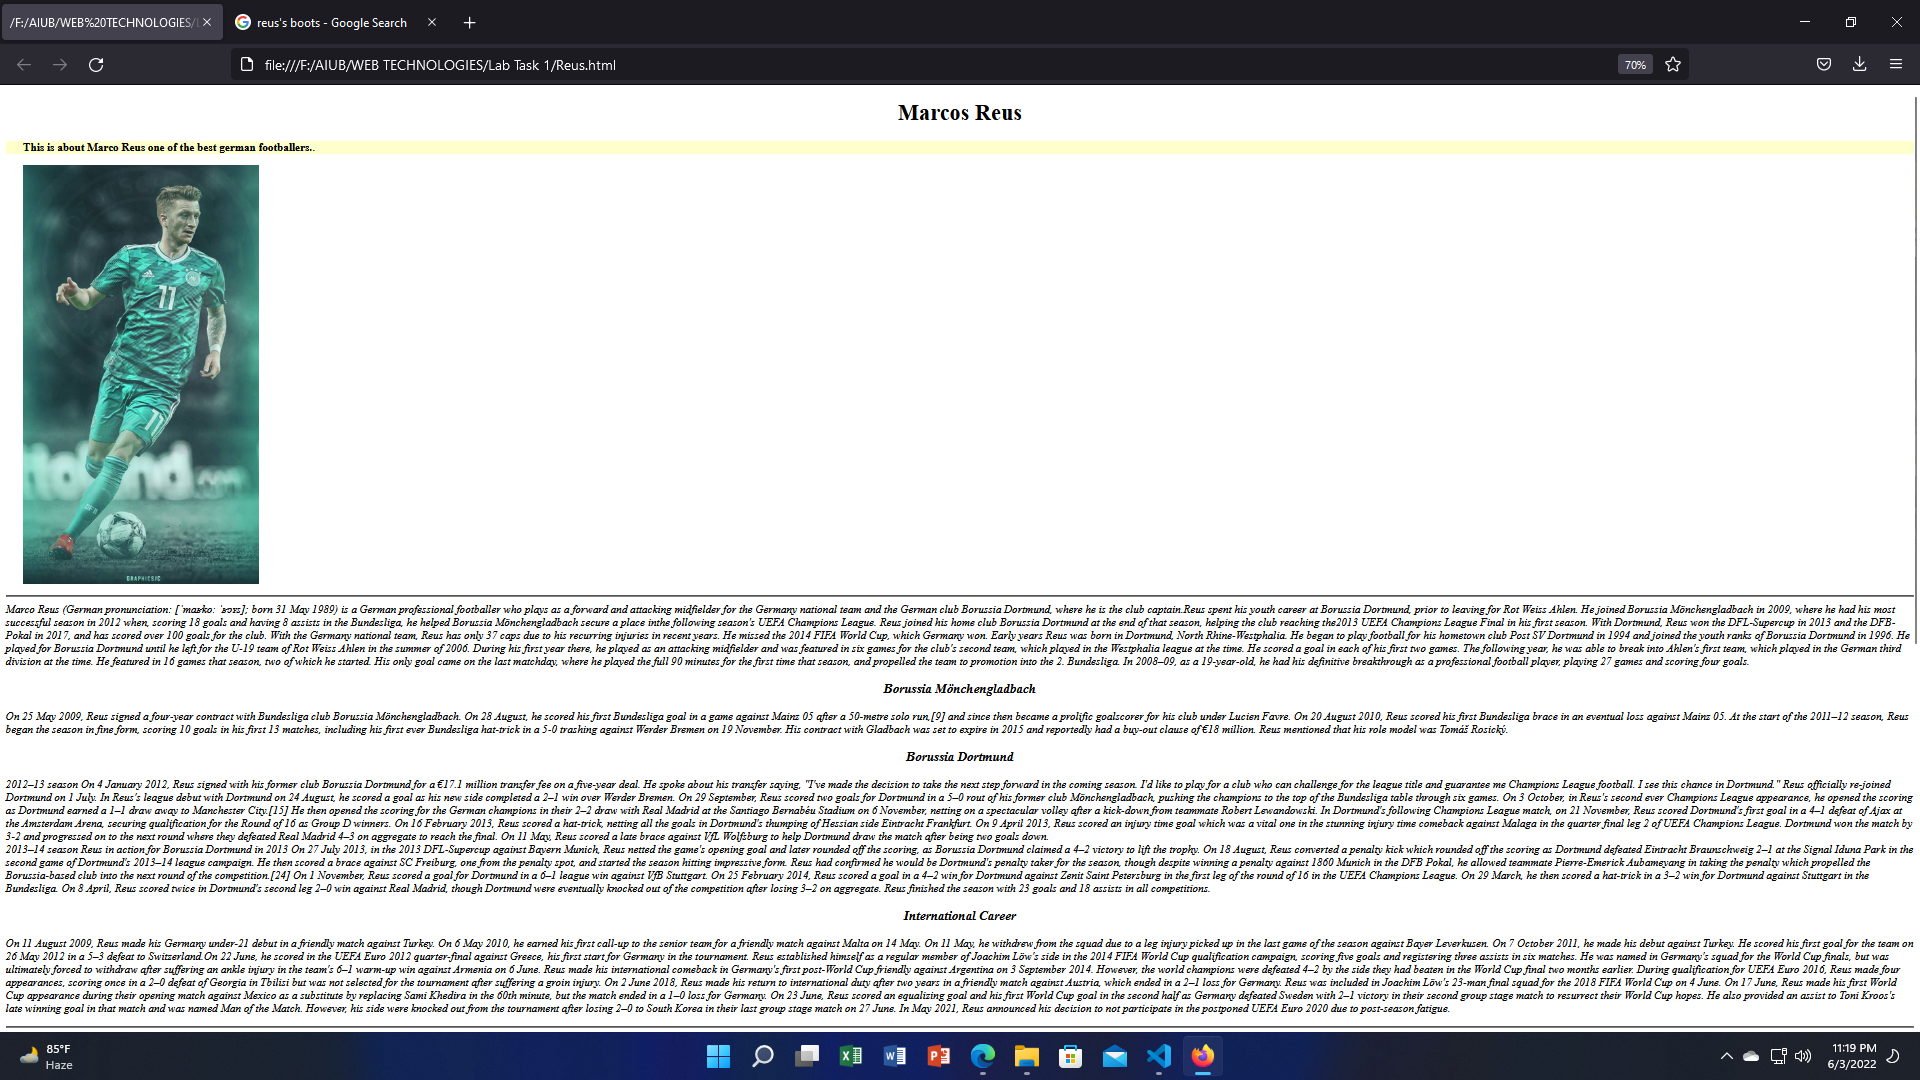 /F:/AIUB/WEB%20TECHNOLOGIES/L
reus's boots - Google Search
file:///F:/AIUB/WEB TECHNOLOGIES/Lab Task 1/Reus.html
70%
Marcos Reus
This is about Marco Reus one of the best german footballers..
11
11
GRAPHICSIC
Marco Reus (German pronunciation: [ˈmaʁkoː ˈʁɔʏs]; born 31 May 1989) is a German professional footballer who plays as a forward and attacking midfielder for the Germany national team and the German club Borussia Dortmund, where he is the club captain.Reus spent his youth career at Borussia Dortmund, prior to leaving for Rot Weiss Ahlen. He joined Borussia Mönchengladbach in 2009, where he had his most
successful season in 2012 when, scoring 18 goals and having 8 assists in the Bundesliga, he helped Borussia Mönchengladbach secure a place inthe following season's UEFA Champions League. Reus joined his home club Borussia Dortmund at the end of that season, helping the club reaching the2013 UEFA Champions League Final in his first season. With Dortmund, Reus won the DFL-Supercup in 2013 and the DFB-
Pokal in 2017, and has scored over 100 goals for the club. With the Germany national team, Reus has only 37 caps due to his recurring injuries in recent years. He missed the 2014 FIFA World Cup, which Germany won. Early years Reus was born in Dortmund, North Rhine-Westphalia. He began to play football for his hometown club Post SV Dortmund in 1994 and joined the youth ranks of Borussia Dortmund in 1996. He
played for Borussia Dortmund until he left for the U-19 team of Rot Weiss Ahlen in the summer of 2006. During his first year there, he played as an attacking midfielder and was featured in six games for the club's second team, which played in the Westphalia league at the time. He scored a goal in each of his first two games. The following year, he was able to break into Ahlen's first team, which played in the German third
division at the time. He featured in 16 games that season, two of which he started. His only goal came on the last matchday, where he played the full 90 minutes for the first time that season, and propelled the team to promotion into the 2. Bundesliga. In 2008–09, as a 19-year-old, he had his definitive breakthrough as a professional football player, playing 27 games and scoring four goals.
Borussia Mönchengladbach
On 25 May 2009, Reus signed a four-year contract with Bundesliga club Borussia Mönchengladbach. On 28 August, he scored his first Bundesliga goal in a game against Mainz 05 after a 50-metre solo run,[9] and since then became a prolific goalscorer for his club under Lucien Favre. On 20 August 2010, Reus scored his first Bundesliga brace in an eventual loss against Mainz 05. At the start of the 2011–12 season, Reus
began the season in fine form, scoring 10 goals in his first 13 matches, including his first ever Bundesliga hat-trick in a 5-0 trashing against Werder Bremen on 19 November. His contract with Gladbach was set to expire in 2015 and reportedly had a buy-out clause of €18 million. Reus mentioned that his role model was Tomáš Rosický.
Borussia Dortmund
2012–13 season On 4 January 2012, Reus signed with his former club Borussia Dortmund for a €17.1 million transfer fee on a five-year deal. He spoke about his transfer saying, "I've made the decision to take the next step forward in the coming season. I'd like to play for a club who can challenge for the league title and guarantee me Champions League football. I see this chance in Dortmund." Reus officially re-joined
Dortmund on 1 July. In Reus's league debut with Dortmund on 24 August, he scored a goal as his new side completed a 2–1 win over Werder Bremen. On 29 September, Reus scored two goals for Dortmund in a 5–0 rout of his former club Mönchengladbach, pushing the champions to the top of the Bundesliga table through six games. On 3 October, in Reus's second ever Champions League appearance, he opened the scoring
as Dortmund earned a 1–1 draw away to Manchester City.[15] He then opened the scoring for the German champions in their 2–2 draw with Real Madrid at the Santiago Bernabéu Stadium on 6 November, netting on a spectacular volley after a kick-down from teammate Robert Lewandowski. In Dortmund's following Champions League match, on 21 November, Reus scored Dortmund's first goal in a 4–1 defeat of Ajax at
the Amsterdam Arena, securing qualification for the Round of 16 as Group D winners. On 16 February 2013, Reus scored a hat-trick, netting all the goals in Dortmund's thumping of Hessian side Eintracht Frankfurt. On 9 April 2013, Reus scored an injury time goal which was a vital one in the stunning injury time comeback against Malaga in the quarter final leg 2 of UEFA Champions League. Dortmund won the match by
3-2 and progressed on to the next round where they defeated Real Madrid 4–3 on aggregate to reach the final. On 11 May, Reus scored a late brace against VfL Wolfsburg to help Dortmund draw the match after being two goals down.
2013–14 season Reus in action for Borussia Dortmund in 2013 On 27 July 2013, in the 2013 DFL-Supercup against Bayern Munich, Reus netted the game's opening goal and later rounded off the scoring, as Borussia Dortmund claimed a 4–2 victory to lift the trophy. On 18 August, Reus converted a penalty kick which rounded off the scoring as Dortmund defeated Eintracht Braunschweig 2–1 at the Signal Iduna Park in the
second game of Dortmund's 2013–14 league campaign. He then scored a brace against SC Freiburg, one from the penalty spot, and started the season hitting impressive form. Reus had confirmed he would be Dortmund's penalty taker for the season, though despite winning a penalty against 1860 Munich in the DFB Pokal, he allowed teammate Pierre-Emerick Aubameyang in taking the penalty which propelled the
Borussia-based club into the next round of the competition.[24] On 1 November, Reus scored a goal for Dortmund in a 6–1 league win against VfB Stuttgart. On 25 February 2014, Reus scored a goal in a 4–2 win for Dortmund against Zenit Saint Petersburg in the first leg of the round of 16 in the UEFA Champions League. On 29 March, he then scored a hat-trick in a 3–2 win for Dortmund against Stuttgart in the
Bundesliga. On 8 April, Reus scored twice in Dortmund's second leg 2–0 win against Real Madrid, though Dortmund were eventually knocked out of the competition after losing 3–2 on aggregate. Reus finished the season with 23 goals and 18 assists in all competitions.
International Career
On 11 August 2009, Reus made his Germany under-21 debut in a friendly match against Turkey. On 6 May 2010, he earned his first call-up to the senior team for a friendly match against Malta on 14 May. On 11 May, he withdrew from the squad due to a leg injury picked up in the last game of the season against Bayer Leverkusen. On 7 October 2011, he made his debut against Turkey. He scored his first goal for the team on
26 May 2012 in a 5–3 defeat to Switzerland.On 22 June, he scored in the UEFA Euro 2012 quarter-final against Greece, his first start for Germany in the tournament. Reus established himself as a regular member of Joachim Löw's side in the 2014 FIFA World Cup qualification campaign, scoring five goals and registering three assists in six matches. He was named in Germany's squad for the World Cup finals, but was
ultimately forced to withdraw after suffering an ankle injury in the team's 6–1 warm-up win against Armenia on 6 June. Reus made his international comeback in Germany's first post-World Cup friendly against Argentina on 3 September 2014. However, the world champions were defeated 4–2 by the side they had beaten in the World Cup final two months earlier. During qualification for UEFA Euro 2016, Reus made four
appearances, scoring once in a 2–0 defeat of Georgia in Tbilisi but was not selected for the tournament after suffering a groin injury. On 2 June 2018, Reus made his return to international duty after two years in a friendly match against Austria, which ended in a 2–1 loss for Germany. Reus was included in Joachim Löw's 23-man final squad for the 2018 FIFA World Cup on 4 June. On 17 June, Reus made his first World
Cup appearance during their opening match against Mexico as a substitute by replacing Sami Khedira in the 60th minute, but the match ended in a 1–0 loss for Germany. On 23 June, Reus scored an equalizing goal and his first World Cup goal in the second half as Germany defeated Sweden with 2–1 victory in their second group stage match to resurrect their World Cup hopes. He also provided an assist to Toni Kroos's
late winning goal in that match and was named Man of the Match. However, his side were knocked out from the tournament after losing 2–0 to South Korea in their last group stage match on 27 June. In May 2021, Reus announced his decision to not participate in the postponed UEFA Euro 2020 due to post-season fatigue.
85°F
Haze
11:19 PM
6/3/2022